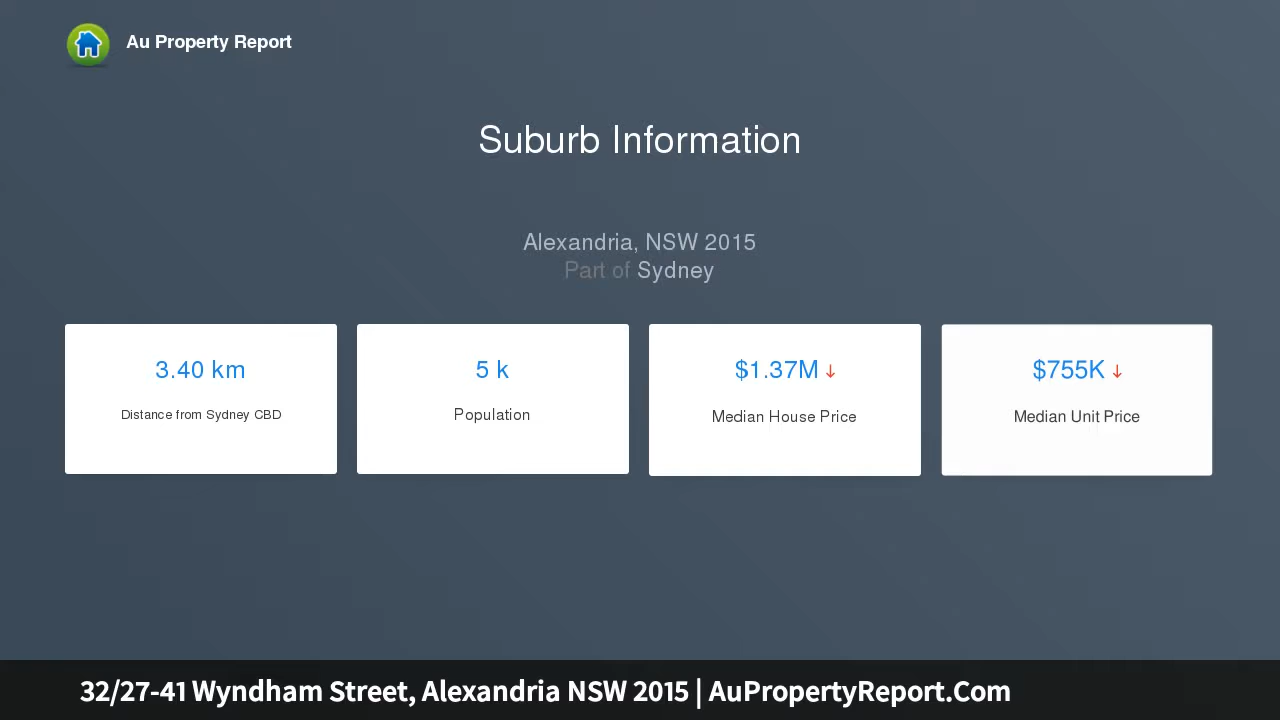 Au Property Report
Suburb Information
Alexandria, NSW 2015
Part of Sydney
3.40 km
Distance from Sydney CBD
5 k
Population
$1.37M ↓
Median House Price
$755K ↓
Median Unit Price
32/27-41 Wyndham Street, Alexandria NSW 2015 | AuPropertyReport.Com